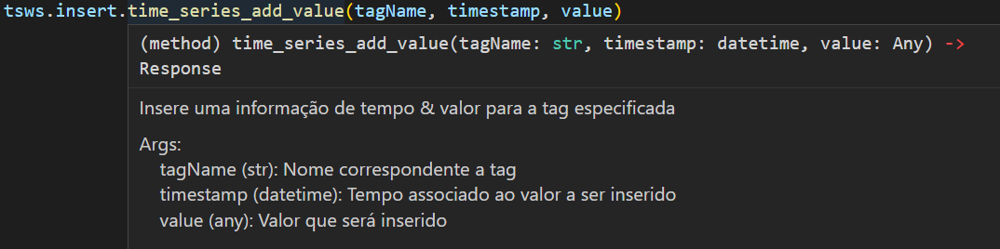 tsws.insert.time_series_add_value(tagName, timestamp, value)
(method) time_series_add_value(tagName: str, timestamp: datetime, value: Any) ->
Response
Insere uma informação de tempo & valor para a tag especificada
Args:
tagName (str): Nome correspondente a tag
timestamp (datetime): Tempo associado ao valor a ser inserido
value (any): Valor que será inserido